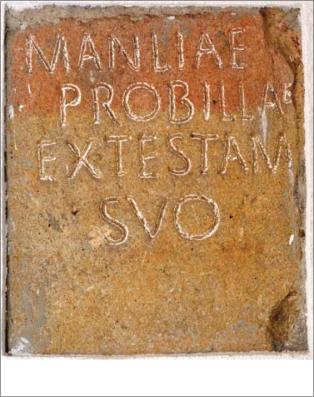 MANLIAE
PROBILLAE
EXTESTAM
SVO